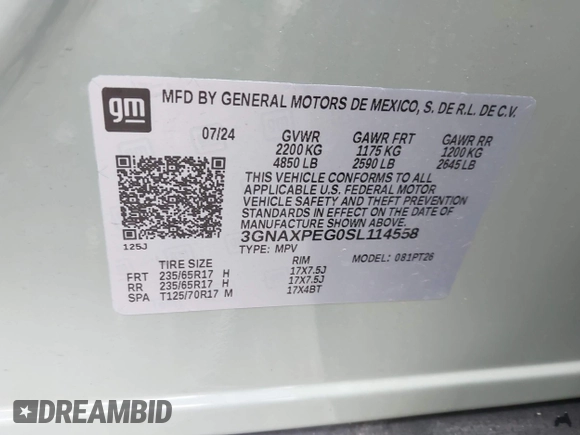 gm
MFD BY GENERAL MOTORS DE MEXICO, S. DE R.L. DE C.V.
07/24 GVWR GAWR FRT GAWR RR
2200 KG 1175 KG 1200 KG
4850 LB 2590 LB 2645 LB
THIS VEHICLE CONFORMS TO ALL
APPLICABLE U.S. FEDERAL MOTOR
VEHICLE SAFETY AND THEFT PREVENTION
STANDARDS IN EFFECT ON THE DATE OF
MANUFACTURE SHOWN ABOVE.
3GNAXPEG0SL114558
125J
TYPE: MPV MODEL: 081PT26
TIRE SIZE RIM
FRT 235/65R17 H 17X7.5J
RR 235/65R17 H 17X7.5J
SPA T125/70R17 M 17X4BT
DREAMBID
DREAMBID